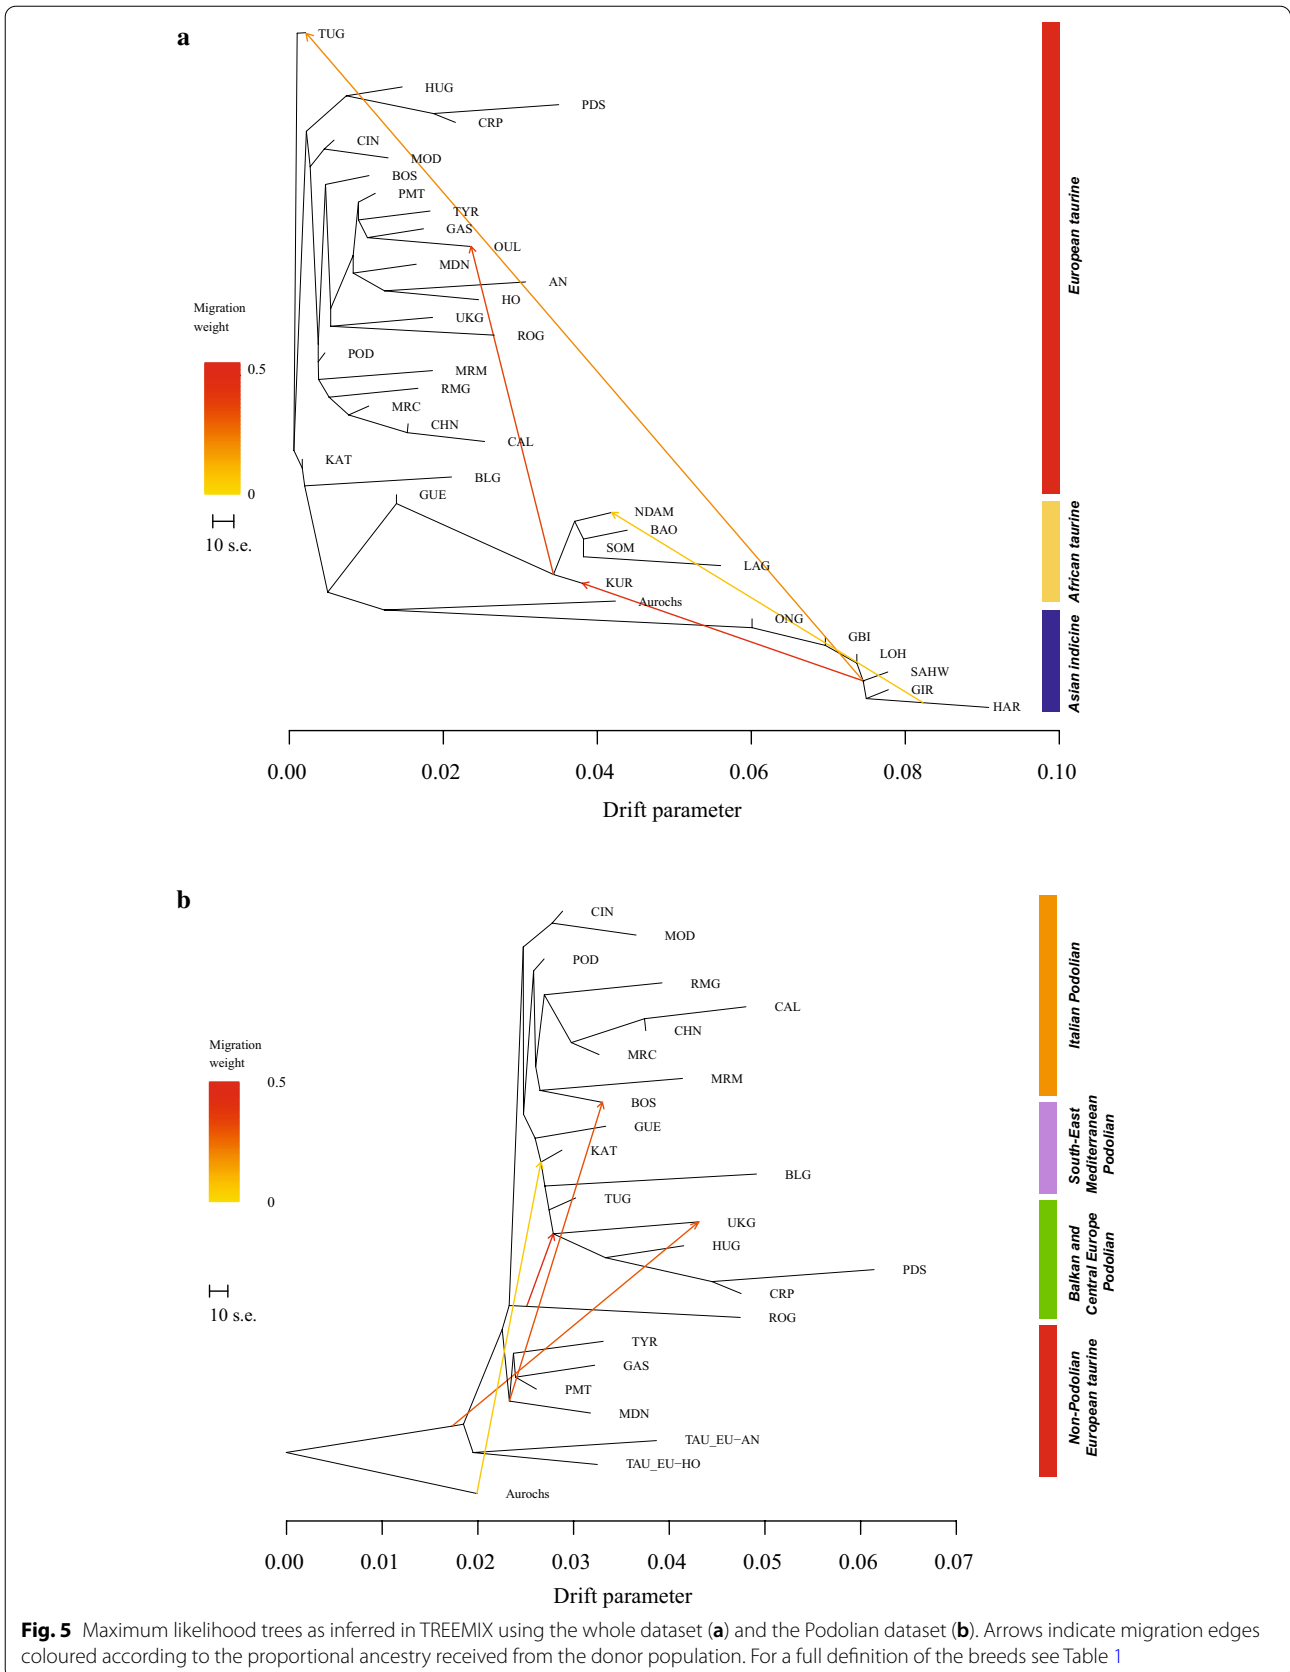 a
TUG
HUG
PDS
CRP
CIN
MOD
BOS
PMT
TYR
GAS
OUL
MDN
AN
HO
UKG
ROG
POD
MRM
RMG
MRC
CHN
CAL
KAT
BLG
GUE
NDAM
BAO
SOM
LAG
KUR
Aurochs
ONG
GBI
LOH
SAHW
GIR
HAR
Migration
weight
0.5
0
10 s.e.
European taurine
African taurine
Asian indicine
0.00 0.02 0.04 0.06 0.08 0.10
Drift parameter
b
CIN
MOD
POD
RMG
CAL
CHN
MRC
MRM
BOS
GUE
KAT
BLG
TUG
UKG
HUG
PDS
CRP
ROG
TYR
GAS
PMT
MDN
TAU_EU−AN
TAU_EU−HO
Aurochs
Migration
weight
0.5
0
10 s.e.
Italian Podolian
South-East
Mediterranean
Podolian
Balkan and
Central Europe
Podolian
Non-Podolian
European taurine
0.00 0.01 0.02 0.03 0.04 0.05 0.06 0.07
Drift parameter
Fig. 5 Maximum likelihood trees as inferred in TREEMIX using the whole dataset (a) and the Podolian dataset (b). Arrows indicate migration edges
coloured according to the proportional ancestry received from the donor population. For a full definition of the breeds see Table 1